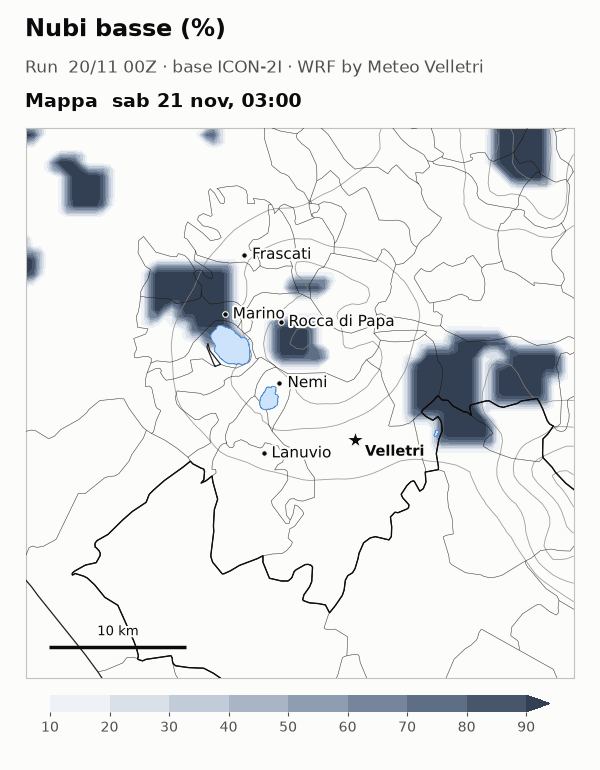 Nubi basse (%)
Run  20/11 00Z · base ICON-2I · WRF by Meteo Velletri
Mappa  sab 21 nov, 03:00
Frascati
Marino
Rocca di Papa
Nemi
Velletri
Lanuvio
10 km
10 20 30 40 50 60 70 80 90